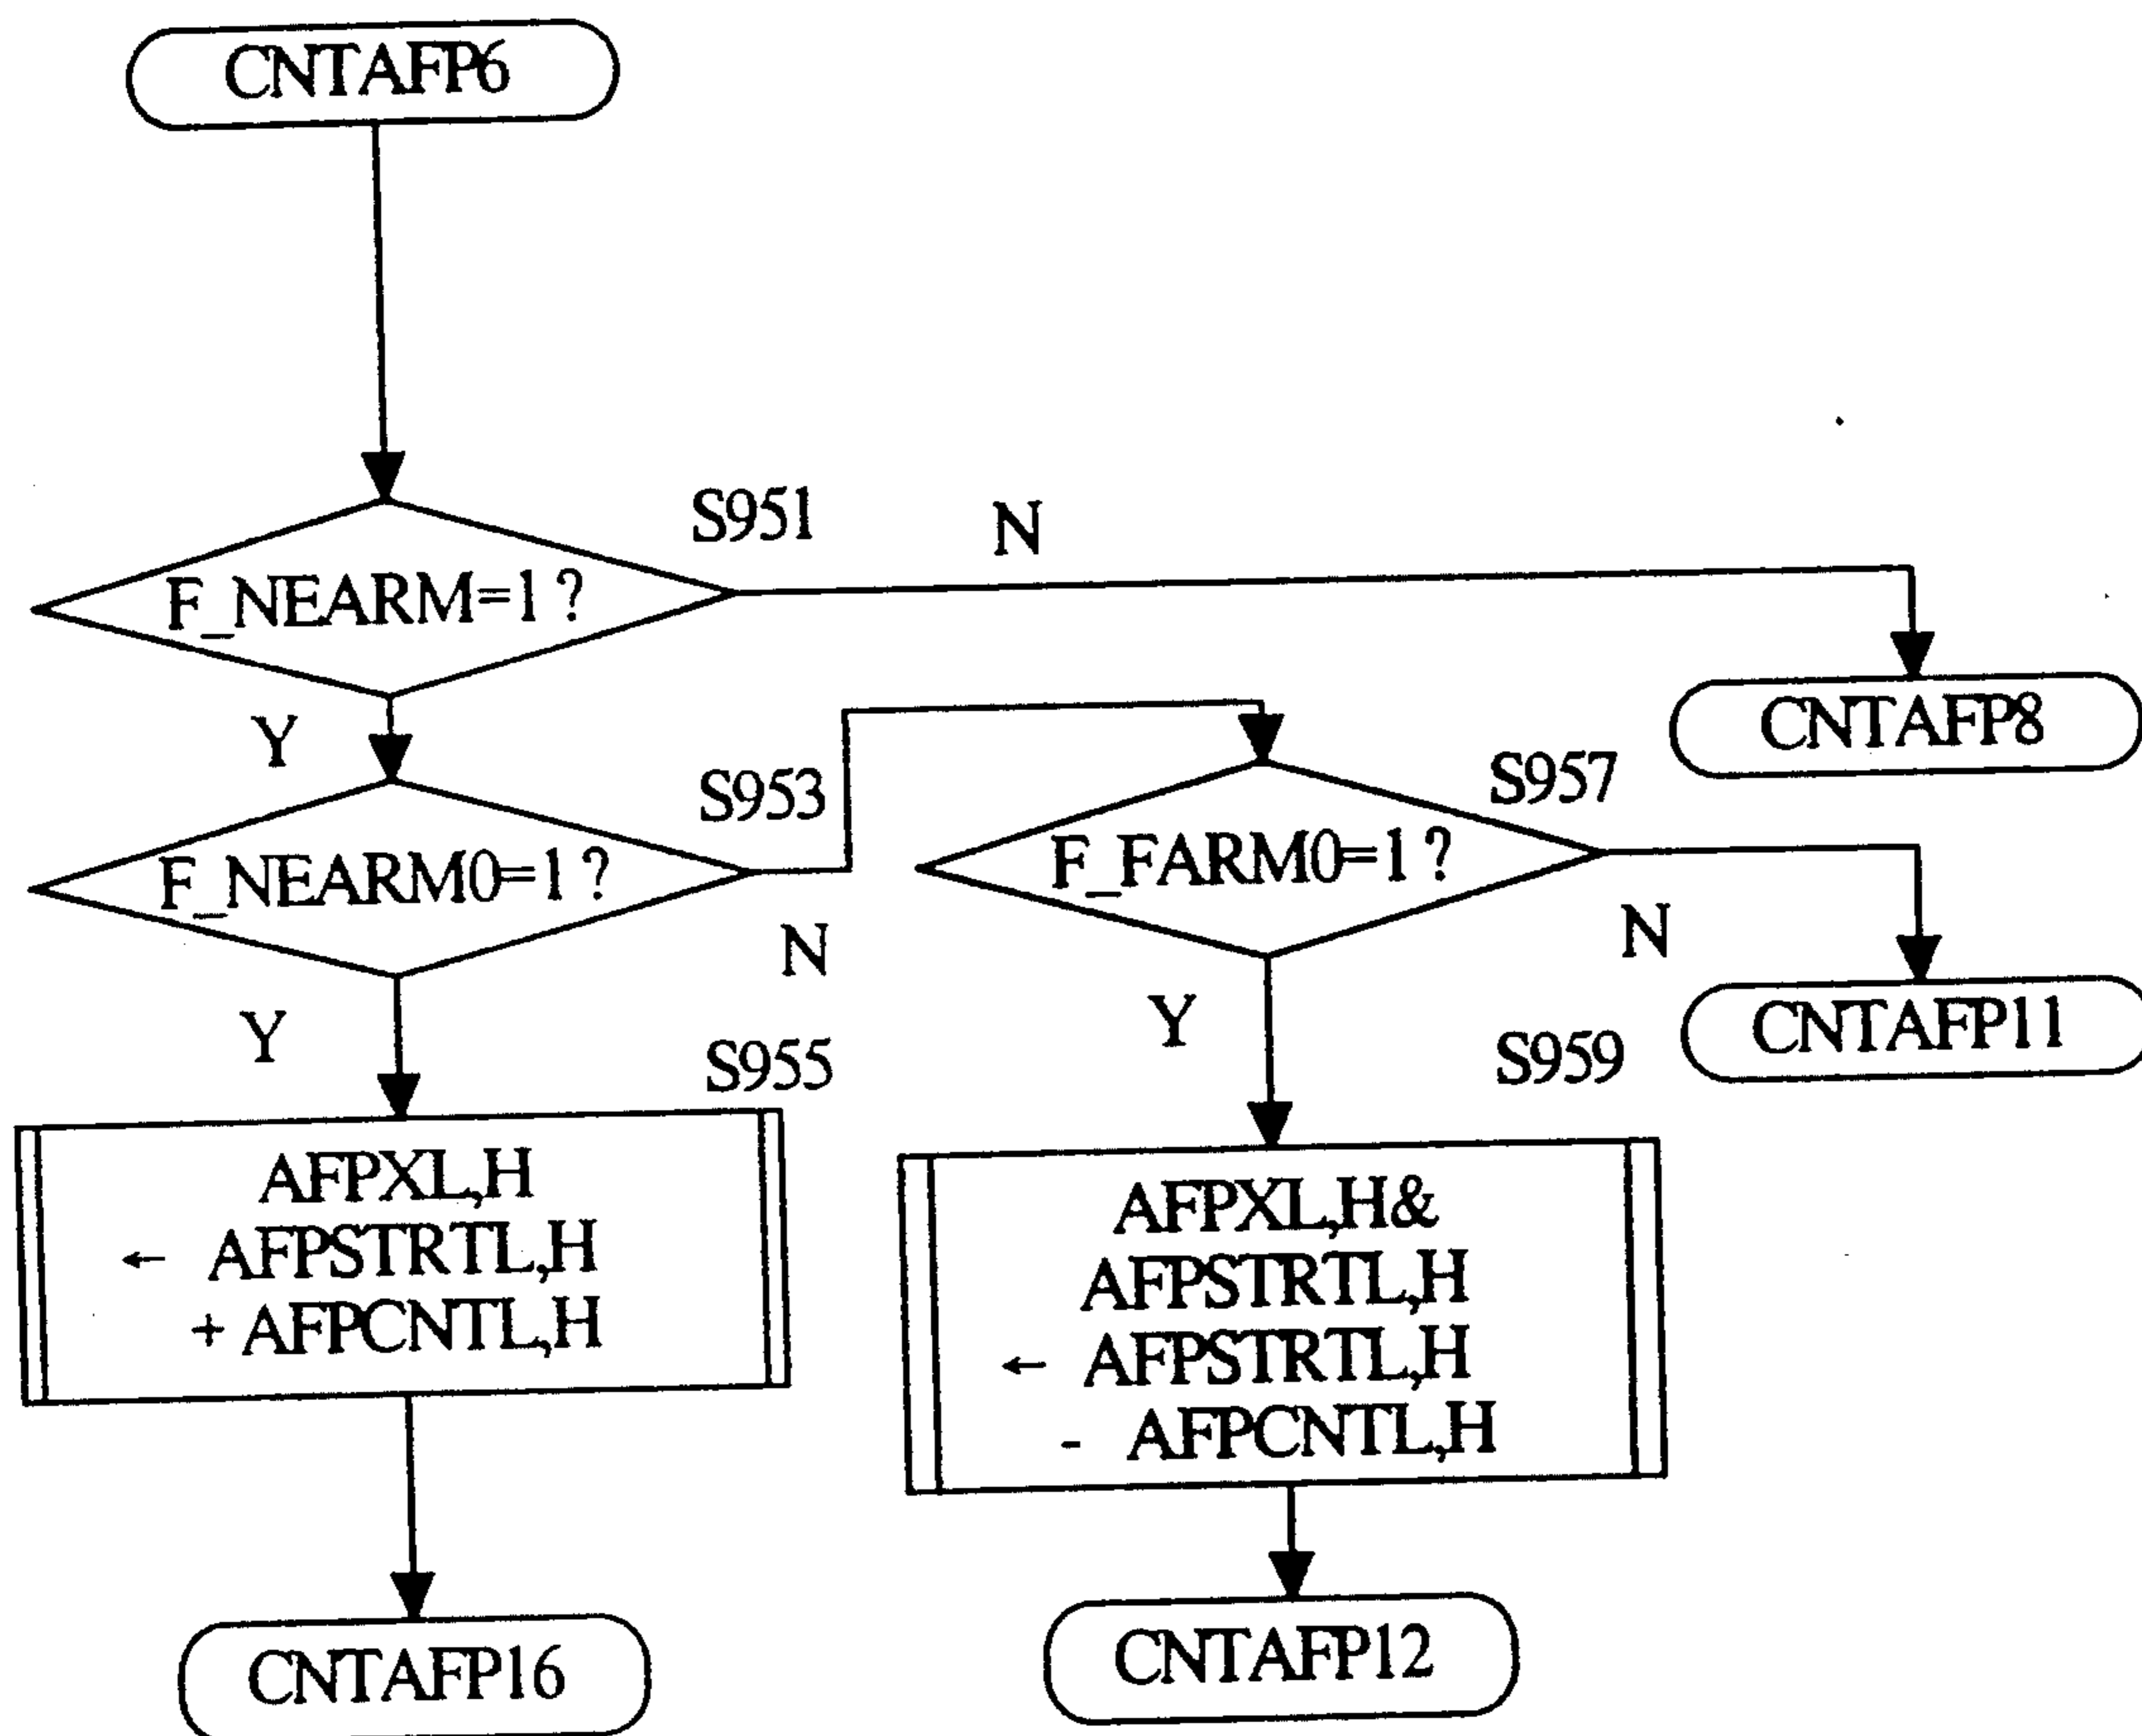 CNTAFP6
S951
N
F_NEARM=1?
CNTAFP8
Y
S953
S957
F_NEARM0=1?
F_FARM0=1?
N
N
CNTAFP11
Y
Y
S955
S959
AFPXL,H
← AFPSTRTL,H
+ AFPCNTL,H
AFPXL,H&
AFPSTRTL,H
← AFPSTRTL,H
- AFPCNTL,H
CNTAFP16
CNTAFP12